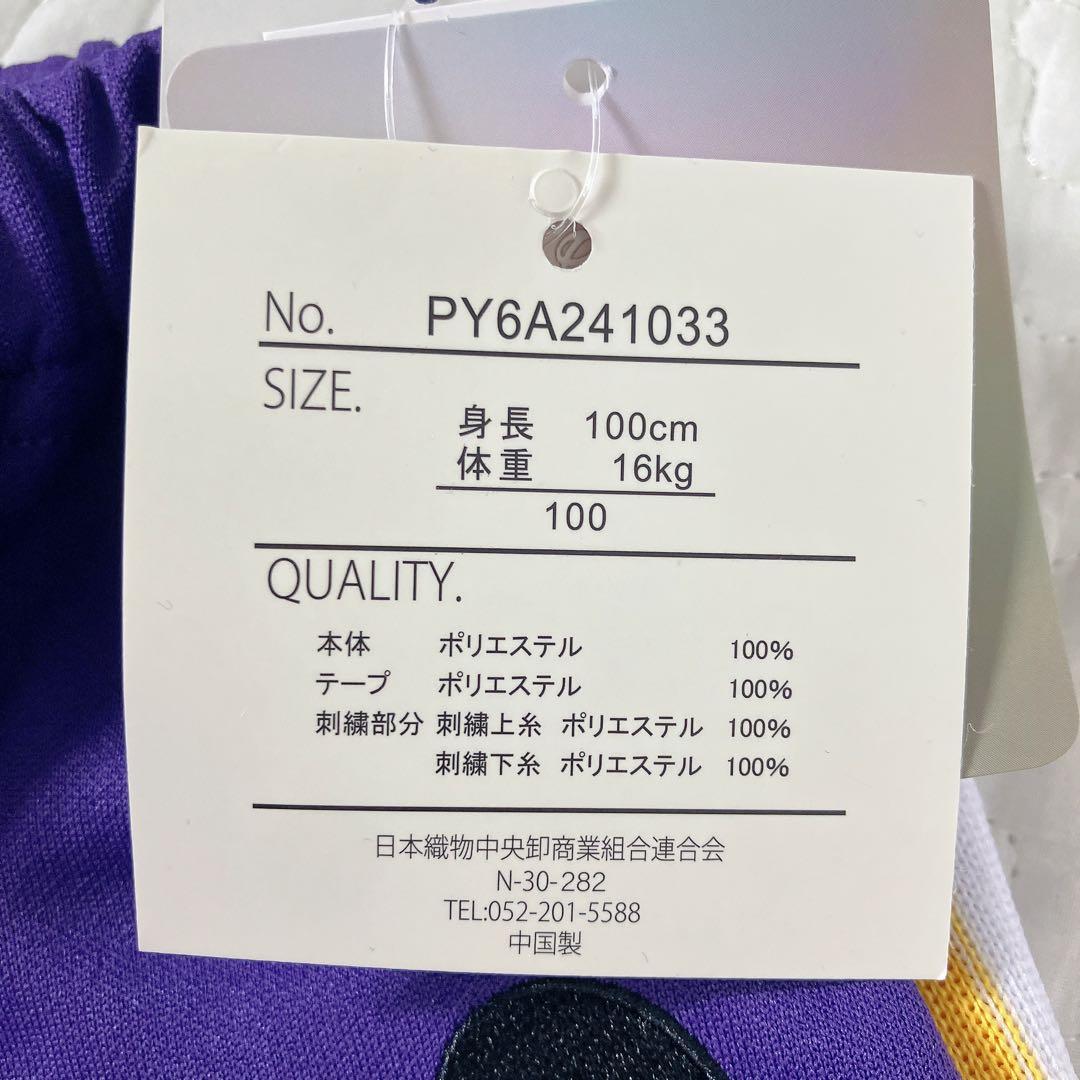 No. PY6A241033
SIZE.
身長 100cm
体重 16kg
100
QUALITY.
本体 ポリエステル 100%
テープ ポリエステル 100%
刺繍部分 刺繍上糸 ポリエステル 100%
刺繍下糸 ポリエステル 100%
日本織物中央卸商業組合連合会
N-30-282
TEL:052-201-5588
中国製